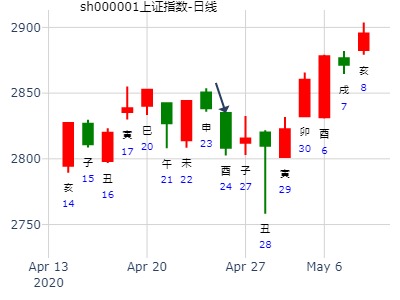 sh000001上证指数-日线
2900
2850
2800
2750
亥
14
子
15
丑
16
寅
17
巳
20
午
21
未
22
申
23
酉
24
子
27
丑
28
寅
29
卯
30
酉
6
戌
7
亥
8
Apr 13
2020
Apr 20
Apr 27
May 6